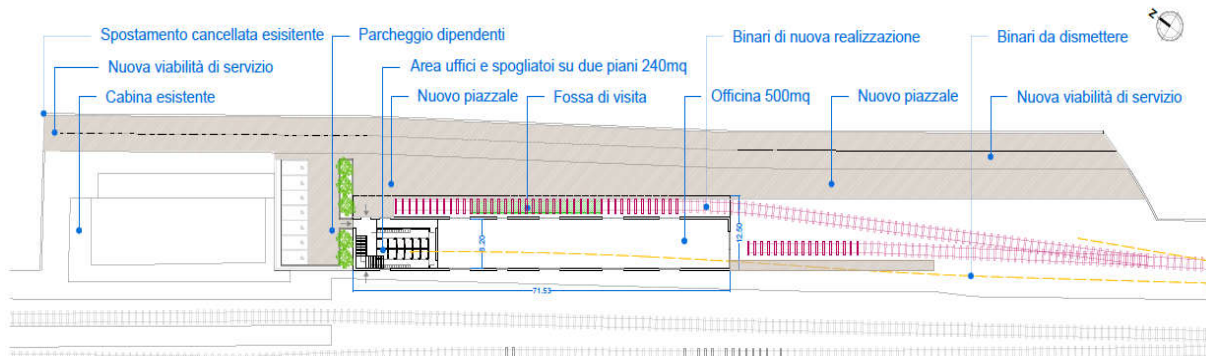 Spostamento cancellata esisitente
Parcheggio dipendenti
Binari di nuova realizzazione
Binari da dismettere
Z
Nuova viabilità di servizio
Area uffici e spogliatoi su due piani 240mq
Cabina esistente
Nuovo piazzale
Fossa di visita
Officina 500mq
Nuovo piazzale
Nuova viabilità di servizio
12.50
71.53